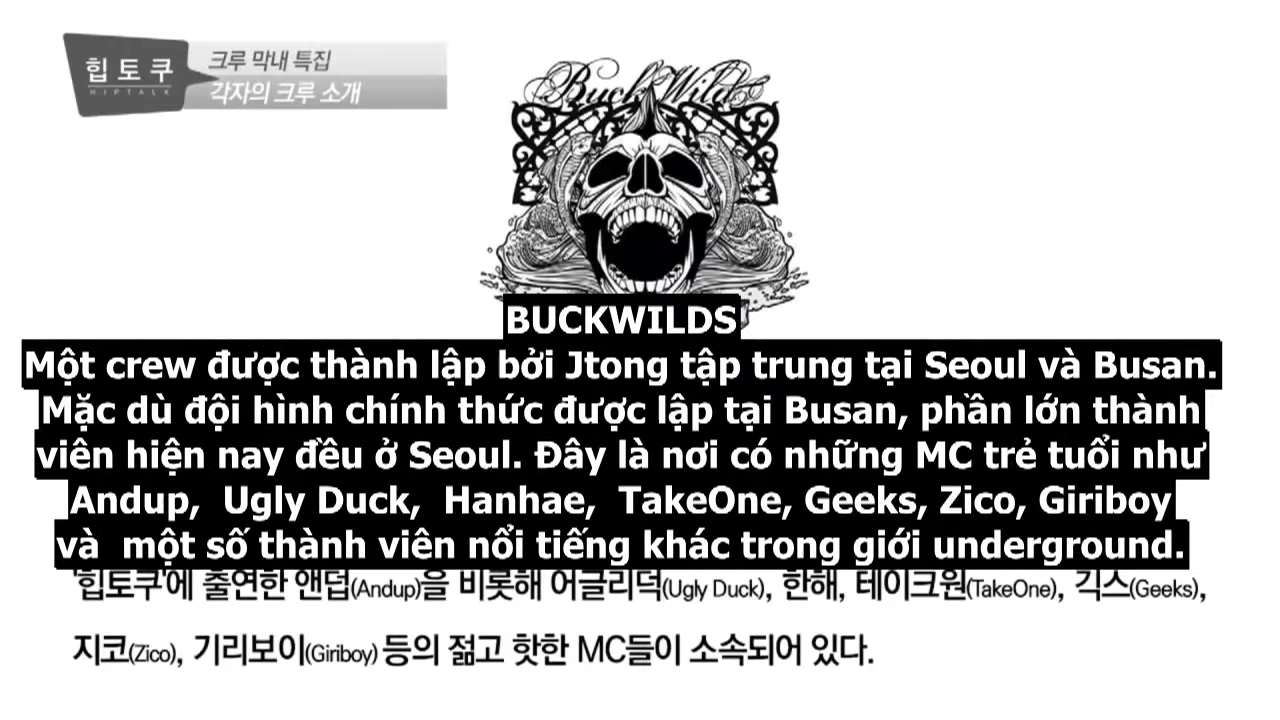 힙토쿠
HIPTALK
크루 막내 특집
각자의 크루 소개
Buck Wilds
BUCKWILDS
Một crew được thành lập bởi Jtong tập trung tại Seoul và Busan.
Mặc dù đội hình chính thức được lập tại Busan, phần lớn thành
viên hiện nay đều ở Seoul. Đây là nơi có những MC trẻ tuổi như
Andup, Ugly Duck, Hanhae, TakeOne, Geeks, Zico, Giriboy
và một số thành viên nổi tiếng khác trong giới underground.
'힙토쿠'에 출연한 앤덥(Andup)을 비롯해 어글리덕(Ugly Duck), 한해, 테이크원(TakeOne), 긱스(Geeks),
지코(Zico), 기리보이(Giriboy) 등의 젊고 핫한 MC들이 소속되어 있다.